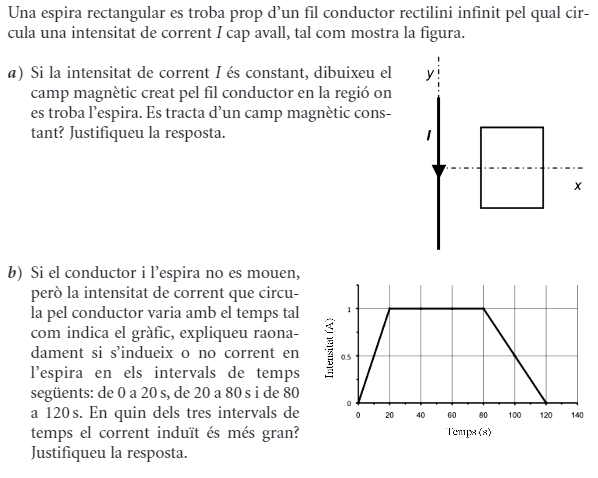 Una espira rectangular es troba prop d’un fil conductor rectilini infinit pel qual cir-
cula una intensitat de corrent I cap avall, tal com mostra la figura.
a) Si la intensitat de corrent I és constant, dibuixeu el
camp magnètic creat pel fil conductor en la regió on
es troba l’espira. Es tracta d’un camp magnètic cons-
tant? Justifiqueu la resposta.
y
I
x
b) Si el conductor i l’espira no es mouen,
però la intensitat de corrent que circu-
la pel conductor varia amb el temps tal
com indica el gràfic, expliqueu raona-
dament si s’indueix o no corrent en
l’espira en els intervals de temps
següents: de 0 a 20 s, de 20 a 80 s i de 80
a 120 s. En quin dels tres intervals de
temps el corrent induït és més gran?
Justifiqueu la resposta.
Intensitat (A)
1
0.5
0
0 20 40 60 80 100 120 140
Temps (s)